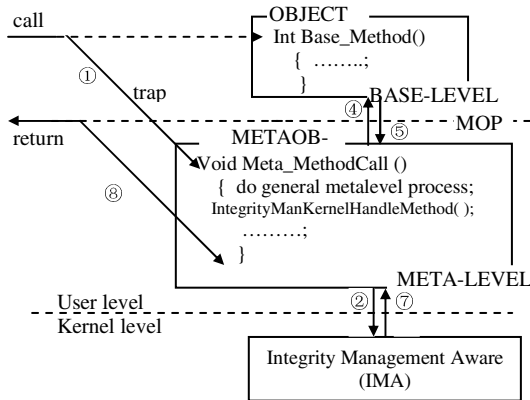 call
OBJECT
Int Base_Method()
{ ……..;
}
①
trap
BASE-LEVEL
④
⑤
MOP
return
METAOB-
Void Meta_MethodCall ()
{ do general metalevel process;
IntegrityManKernelHandleMethod( );
………;
}
⑧
META-LEVEL
User level
②
⑦
Kernel level
Integrity Management Aware
(IMA)